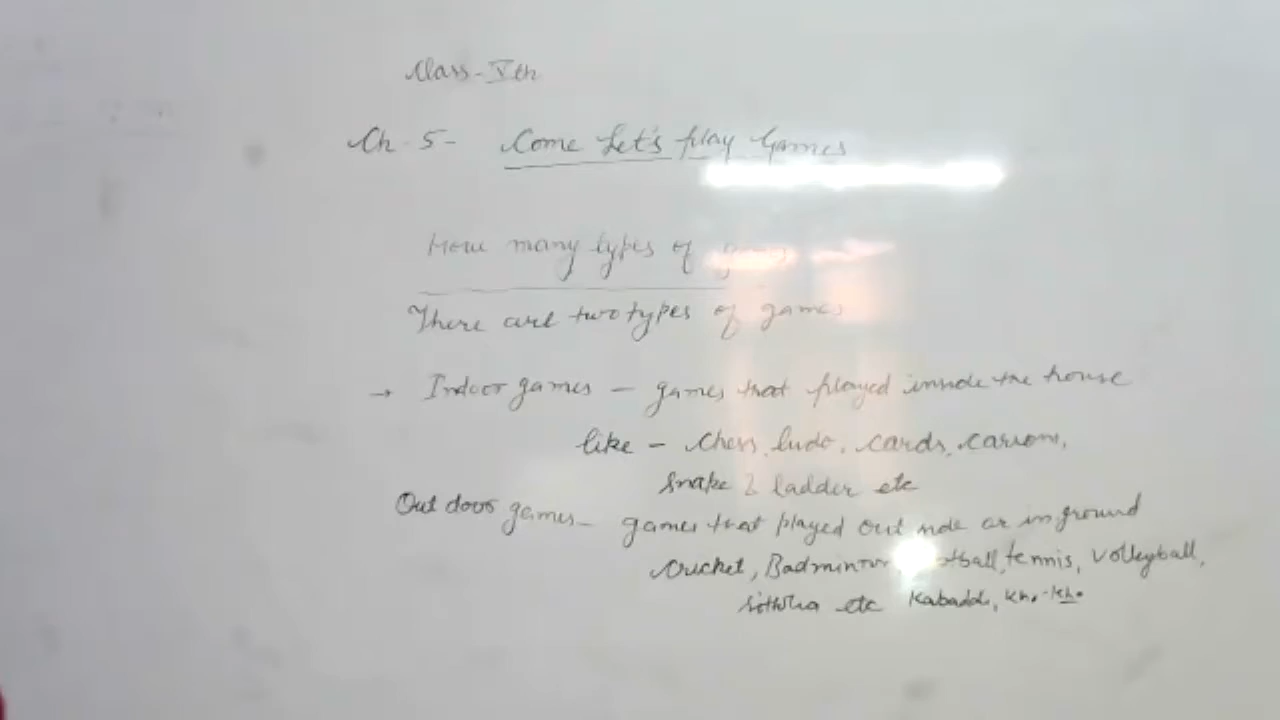 Class - Vth
Ch. 5 - Come Let's play Games
How many types of
There are two types of games
→ Indoor games - games that played inside the house
like - Chess, ludo, cards, carrom,
Snake & ladder etc
Out door games - games that played out side or in ground
Cricket, Badminton, tennis, volleyball,
etc Kabaddi, kho-kho